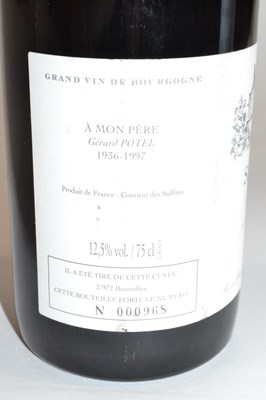 GRAND VIN DE BOURGOGNE
À MON PÈRE
Gérard POTEL
1936-1997
Produit de France - Contient des Sulfites
12,5% vol. / 75 cl
IL A ÉTÉ TIRÉ DE CETTE CUVÉE
2 972 Bouteilles
CETTE BOUTEILLE PORTE LE NUMÉRO
N 000968